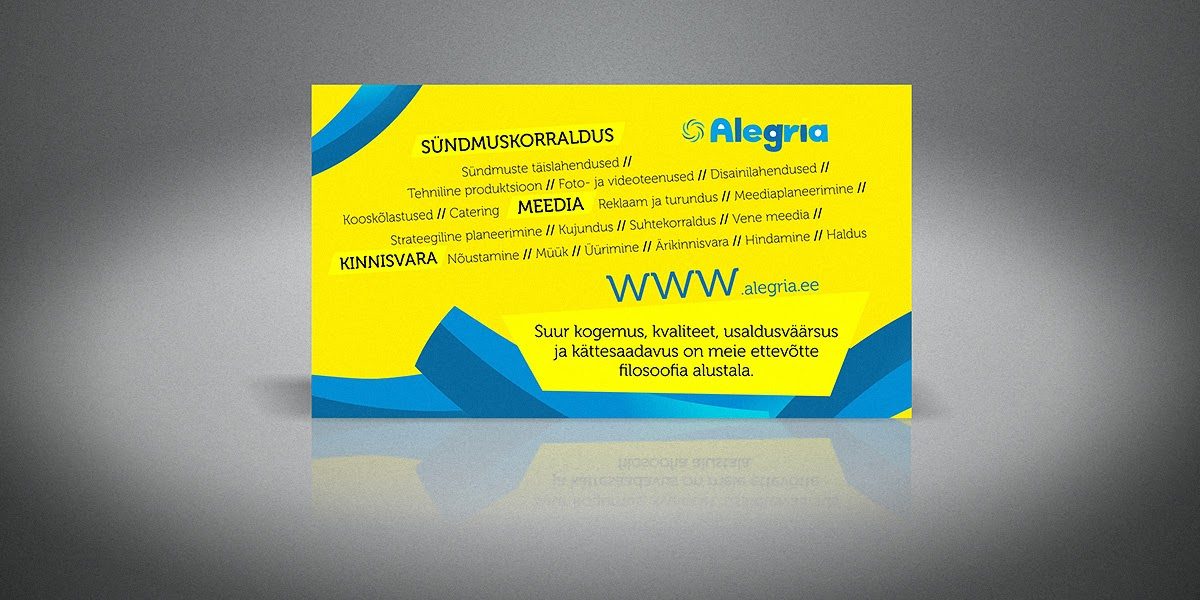 Alegria
SÜNDMUSKORRALDUS
Sündmuste täislahendused //
Tehniline produktsioon // Foto- ja videoteenused // Disainilahendused //
Kooskõlastused // Catering MEEDIA Reklaam ja turundus // Meediaplaneerimine //
Strateegiline planeerimine // Kujundus // Suhtekorraldus // Vene meedia //
KINNISVARA Nõustamine // Müük // Üürimine // Ärikinnisvara // Hindamine // Haldus
www.alegria.ee
Suur kogemus, kvaliteet, usaldusväärsus
ja kättesaadavus on meie ettevõtte
filosoofia alustala.